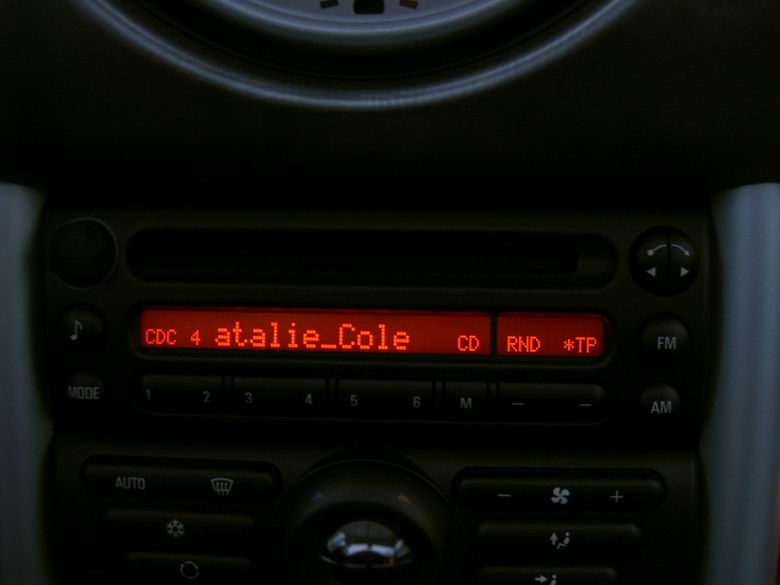 CDC 4 atalie_Cole CD RND *TP
FM
MODE
1 2 3 4 5 6 M — —
AM
AUTO
— +